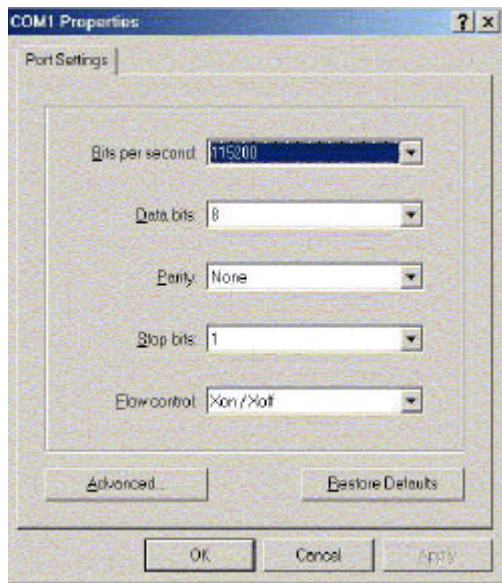 COM1 Properties
Port Settings
Bits per second: 115200
Data bits: 8
Parity: None
Stop bits: 1
Flow control: Xon / Xoff
Advanced...
Restore Defaults
OK
Cancel
Apply